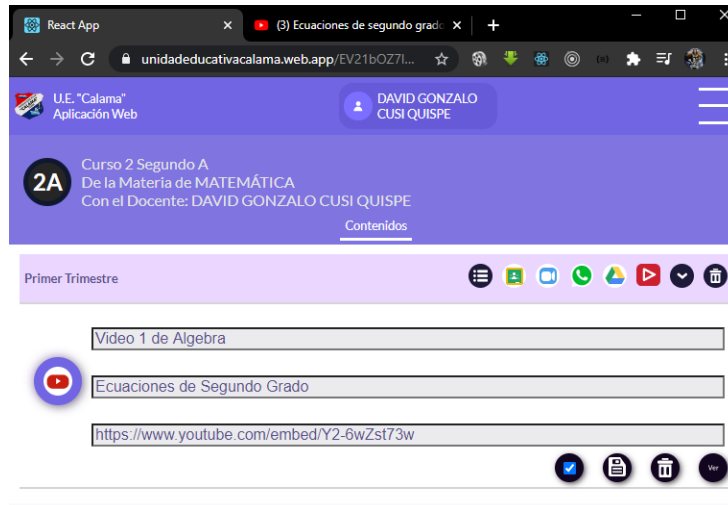 React App
(3) Ecuaciones de segundo grado
unidadeducativacalama.web.app/EV21bOZ7l...
U.E. "Calama"
Aplicación Web
DAVID GONZALO
CUSI QUISPE
2A
Curso 2 Segundo A
De la Materia de MATEMÁTICA
Con el Docente: DAVID GONZALO CUSI QUISPE
Contenidos
Primer Trimestre
Video 1 de Algebra
Ecuaciones de Segundo Grado
https://www.youtube.com/embed/Y2-6wZst73w
Ver